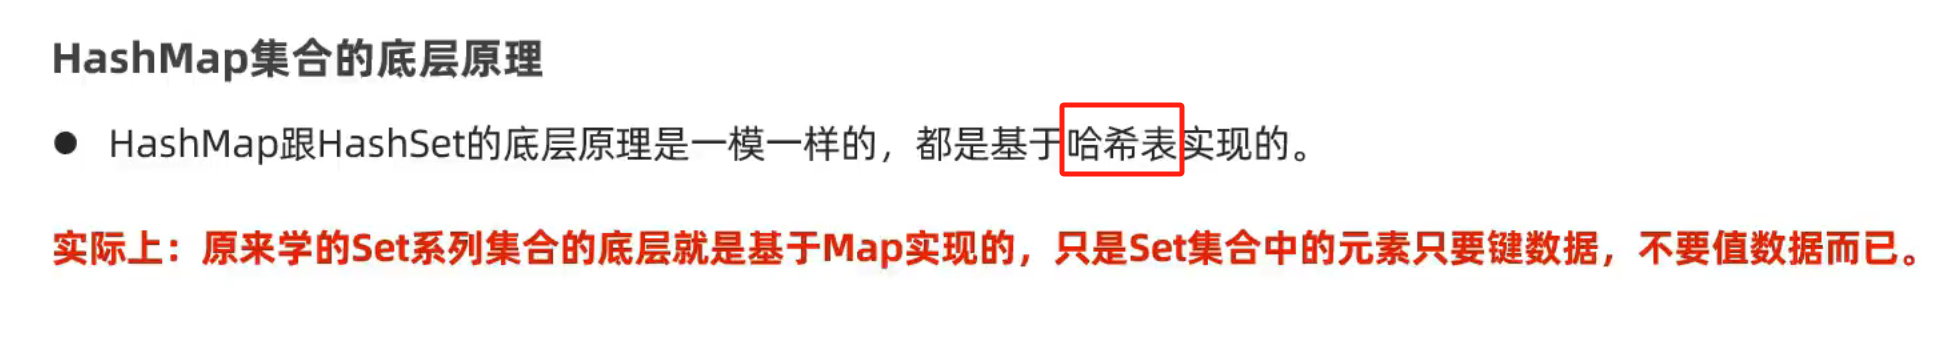 HashMap集合的底层原理
● HashMap跟HashSet的底层原理是一模一样的，都是基于哈希表实现的。
实际上：原来学的Set系列集合的底层就是基于Map实现的，只是Set集合中的元素只要键数据，不要值数据而已。